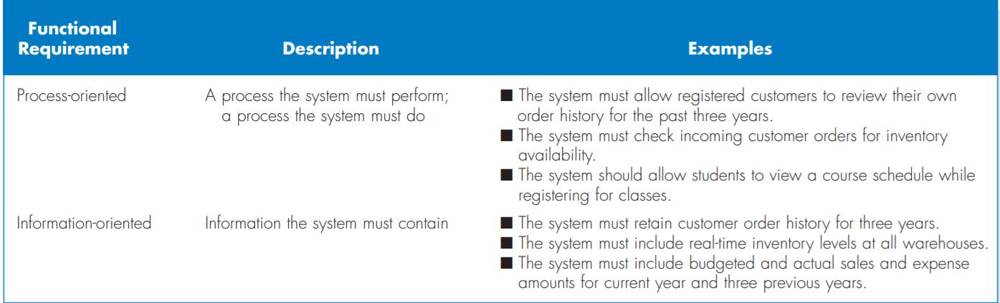 Functional
Requirement Description Examples
Process-oriented A process the system must perform; ■ The system must allow registered customers to review their own
a process the system must do order history for the past three years.
■ The system must check incoming customer orders for inventory
availability.
■ The system should allow students to view a course schedule while
registering for classes.
Information-oriented Information the system must contain ■ The system must retain customer order history for three years.
■ The system must include real-time inventory levels at all warehouses.
■ The system must include budgeted and actual sales and expense
amounts for current year and three previous years.